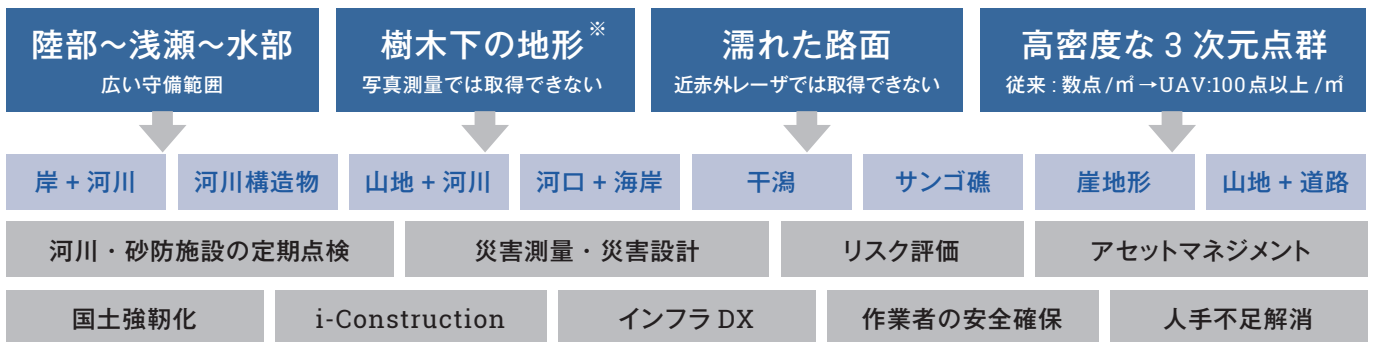 陸部～浅瀬～水部
広い守備範囲
樹木下の地形※
写真測量では取得できない
濡れた路面
近赤外レーザでは取得できない
高密度な3次元点群
従来:数点/㎡→UAV:100点以上/㎡
岸+河川
河川構造物
山地+河川
河口+海岸
干潟
サンゴ礁
崖地形
山地+道路
河川・砂防施設の定期点検
災害測量・災害設計
リスク評価
アセットマネジメント
国土強靭化
i-Construction
インフラDX
作業者の安全確保
人手不足解消